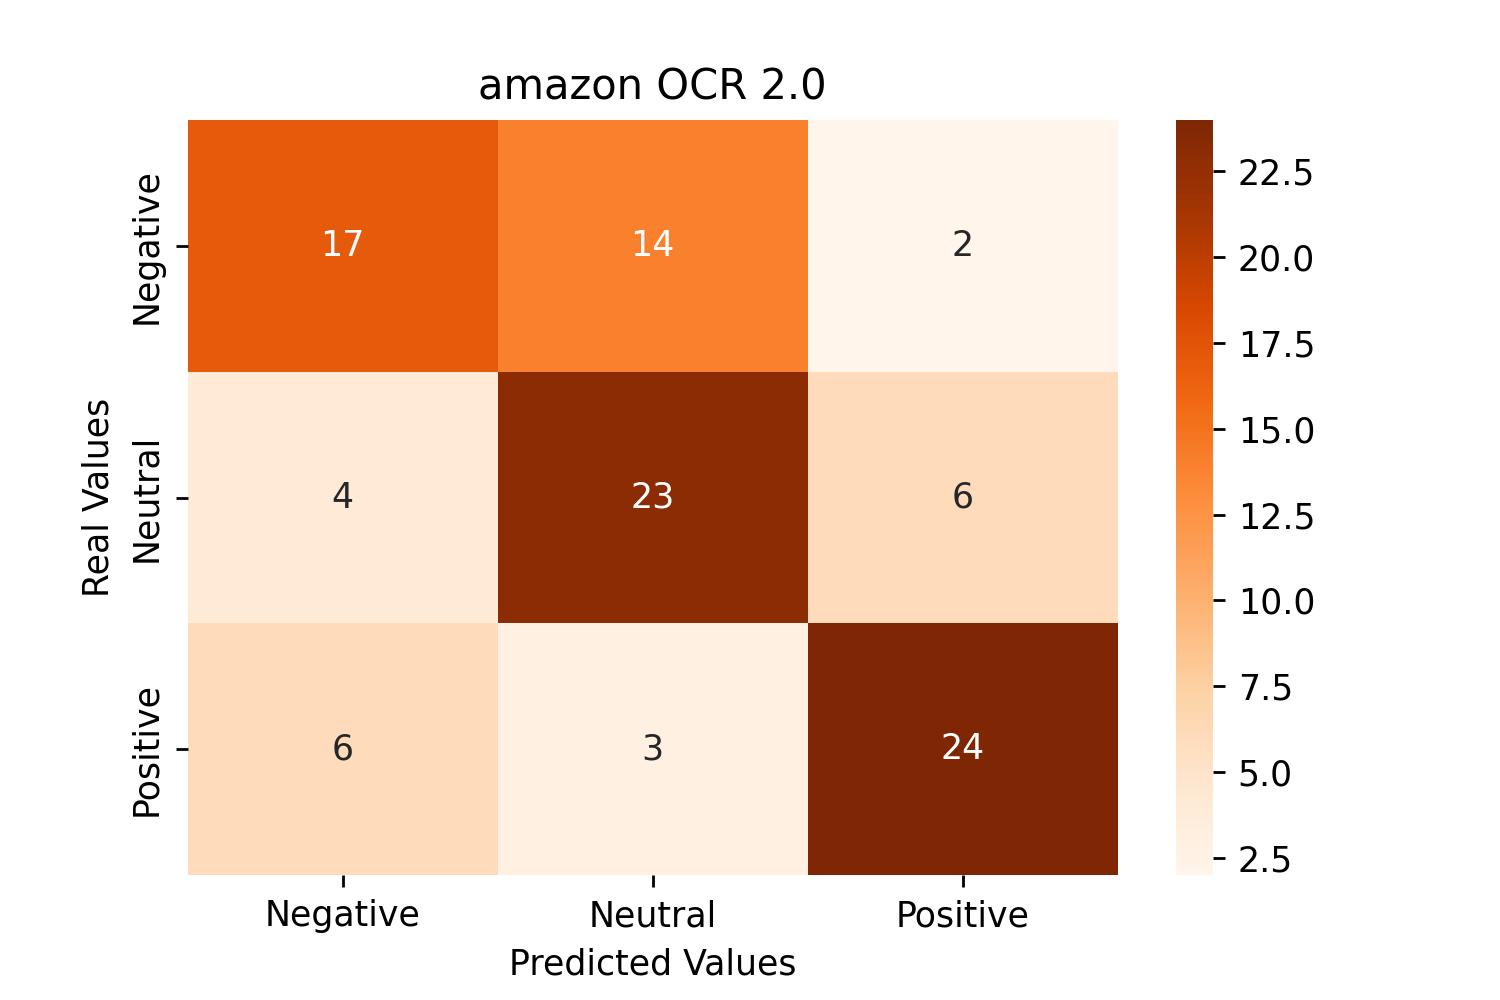 amazon OCR 2.0
Real Values
Negative
17 14 2
Neutral
4 23 6
Positive
6 3 24
Negative Neutral Positive
Predicted Values
22.5
20.0
17.5
15.0
12.5
10.0
7.5
5.0
2.5